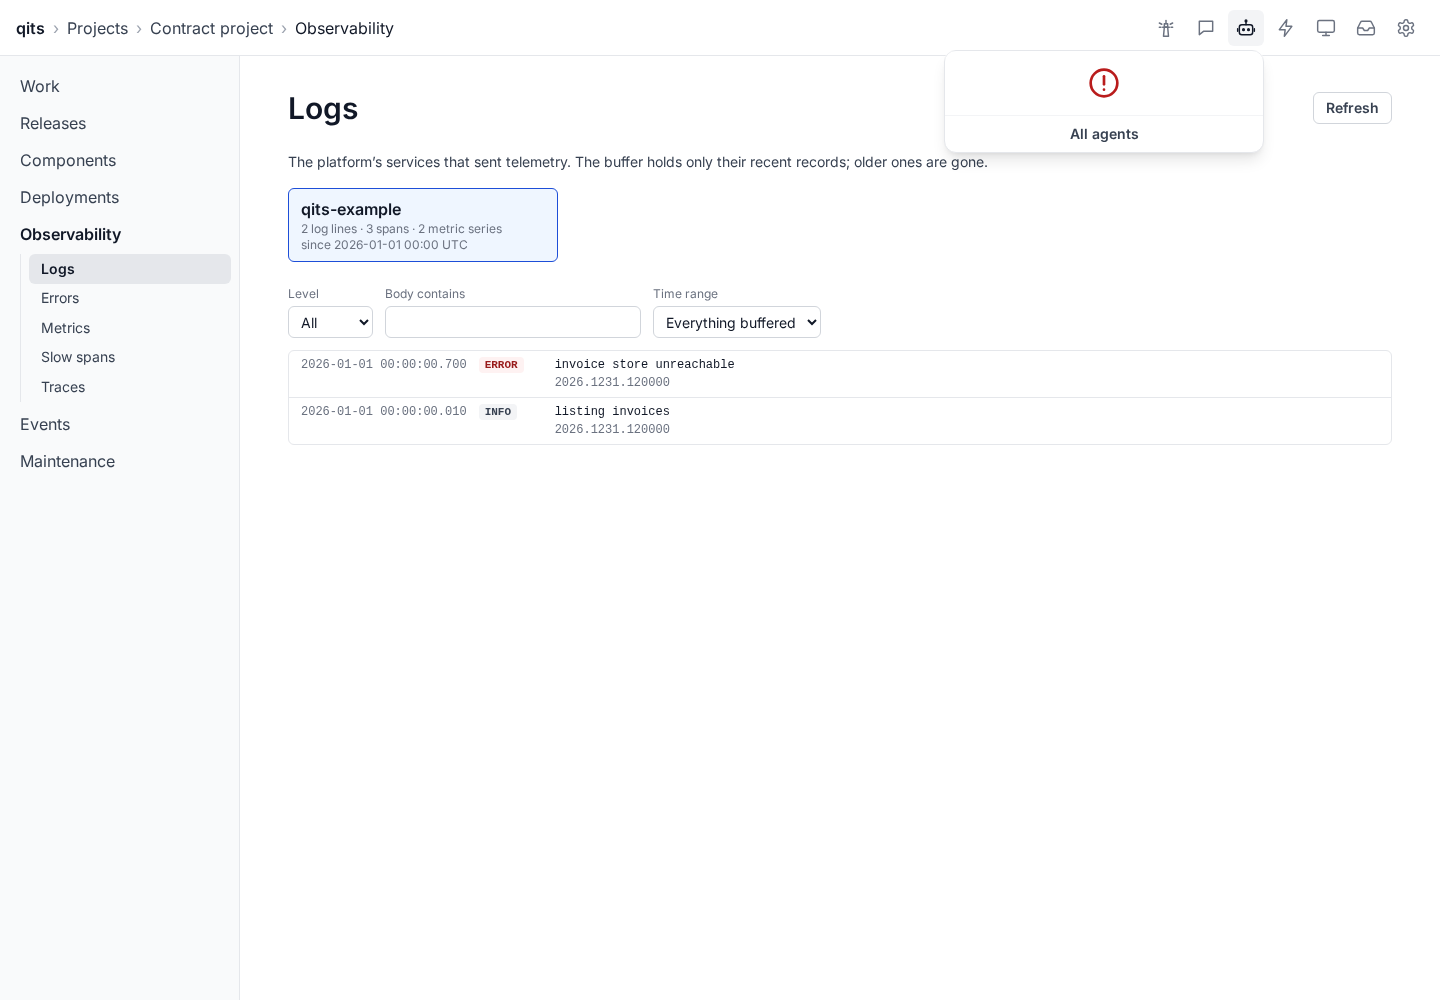 qits › Projects › Contract project › Observability
All agents
Work
Releases
Components
Deployments
Observability
Logs
Errors
Metrics
Slow spans
Traces
Events
Maintenance
Logs
Refresh
The platform’s services that sent telemetry. The buffer holds only their recent records; older ones are gone.
qits-example
2 log lines · 3 spans · 2 metric series
since 2026-01-01 00:00 UTC
Level
Body contains
Time range
All
Everything buffered
2026-01-01 00:00:00.700 ERROR invoice store unreachable
2026.1231.120000
2026-01-01 00:00:00.010 INFO listing invoices
2026.1231.120000